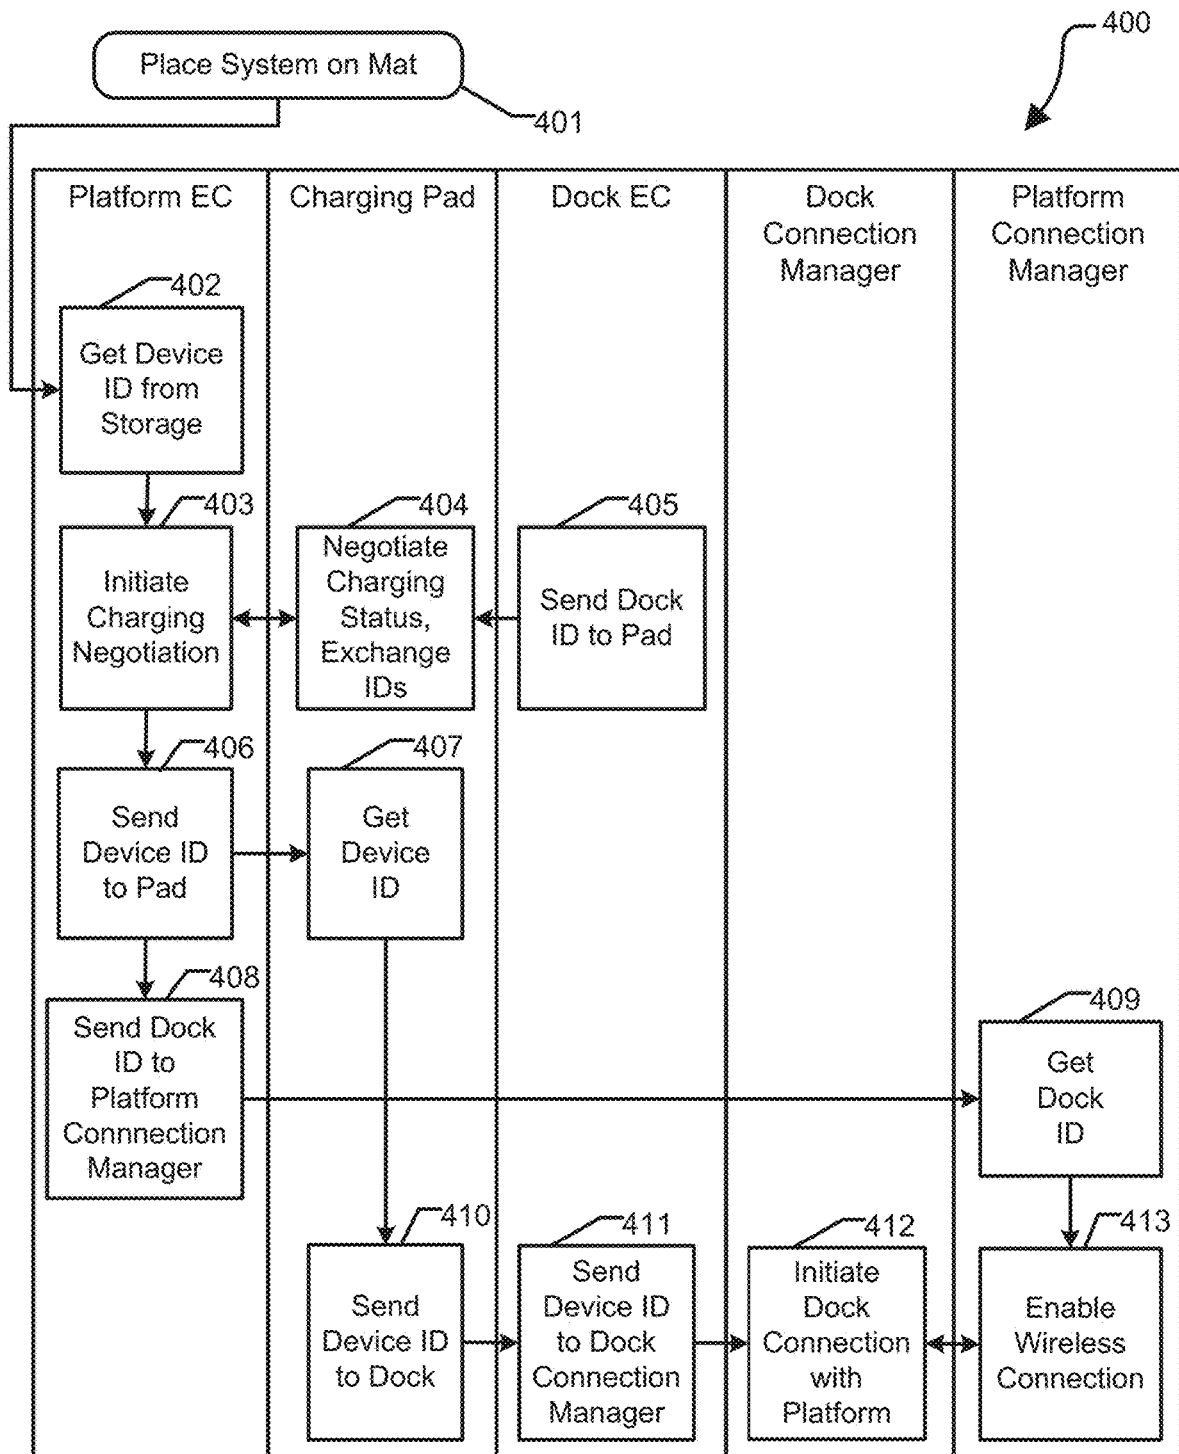 400
Place System on Mat
401
Platform EC
Charging Pad
Dock EC
Dock
Connection
Manager
Platform
Connection
Manager
402
Get Device
ID from
Storage
403
Initiate
Charging
Negotiation
404
Negotiate
Charging
Status,
Exchange
IDs
405
Send Dock
ID to Pad
406
Send
Device ID
to Pad
407
Get
Device
ID
408
Send Dock
ID to
Platform
Connnection
Manager
409
Get
Dock
ID
410
Send
Device ID
to Dock
411
Send
Device ID
to Dock
Connection
Manager
412
Initiate
Dock
Connection
with
Platform
413
Enable
Wireless
Connection